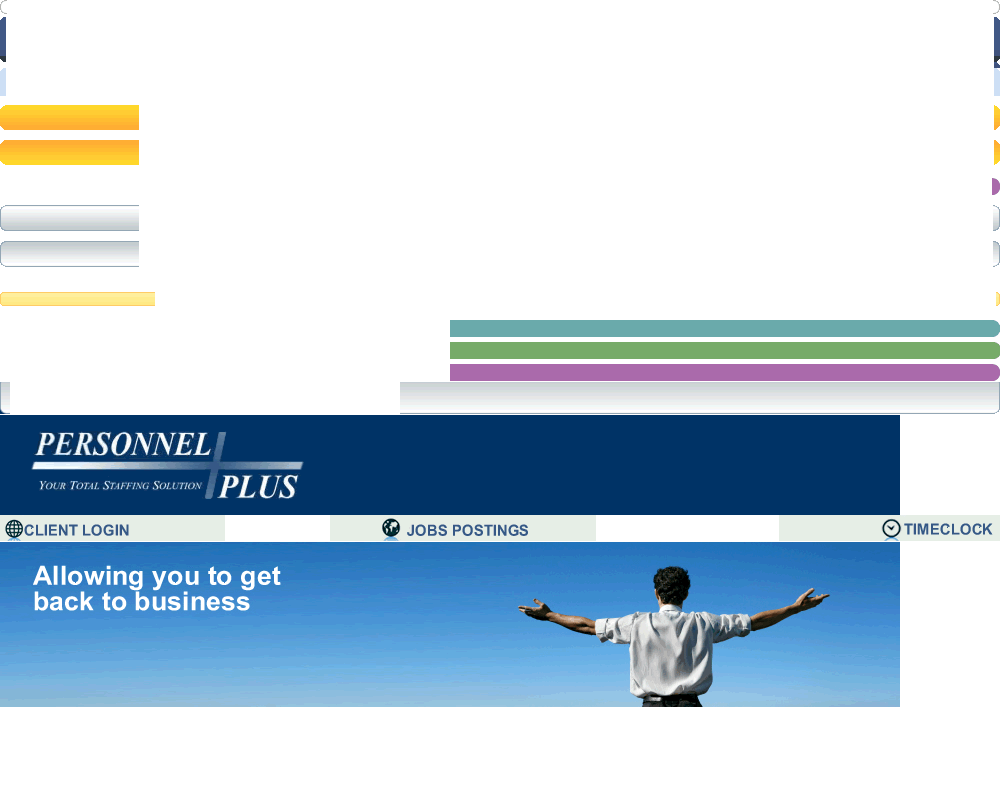 PERSONNEL
YOUR TOTAL STAFFING SOLUTION
PLUS
CLIENT LOGIN
JOBS POSTINGS
TIMECLOCK
Allowing you to get
back to business